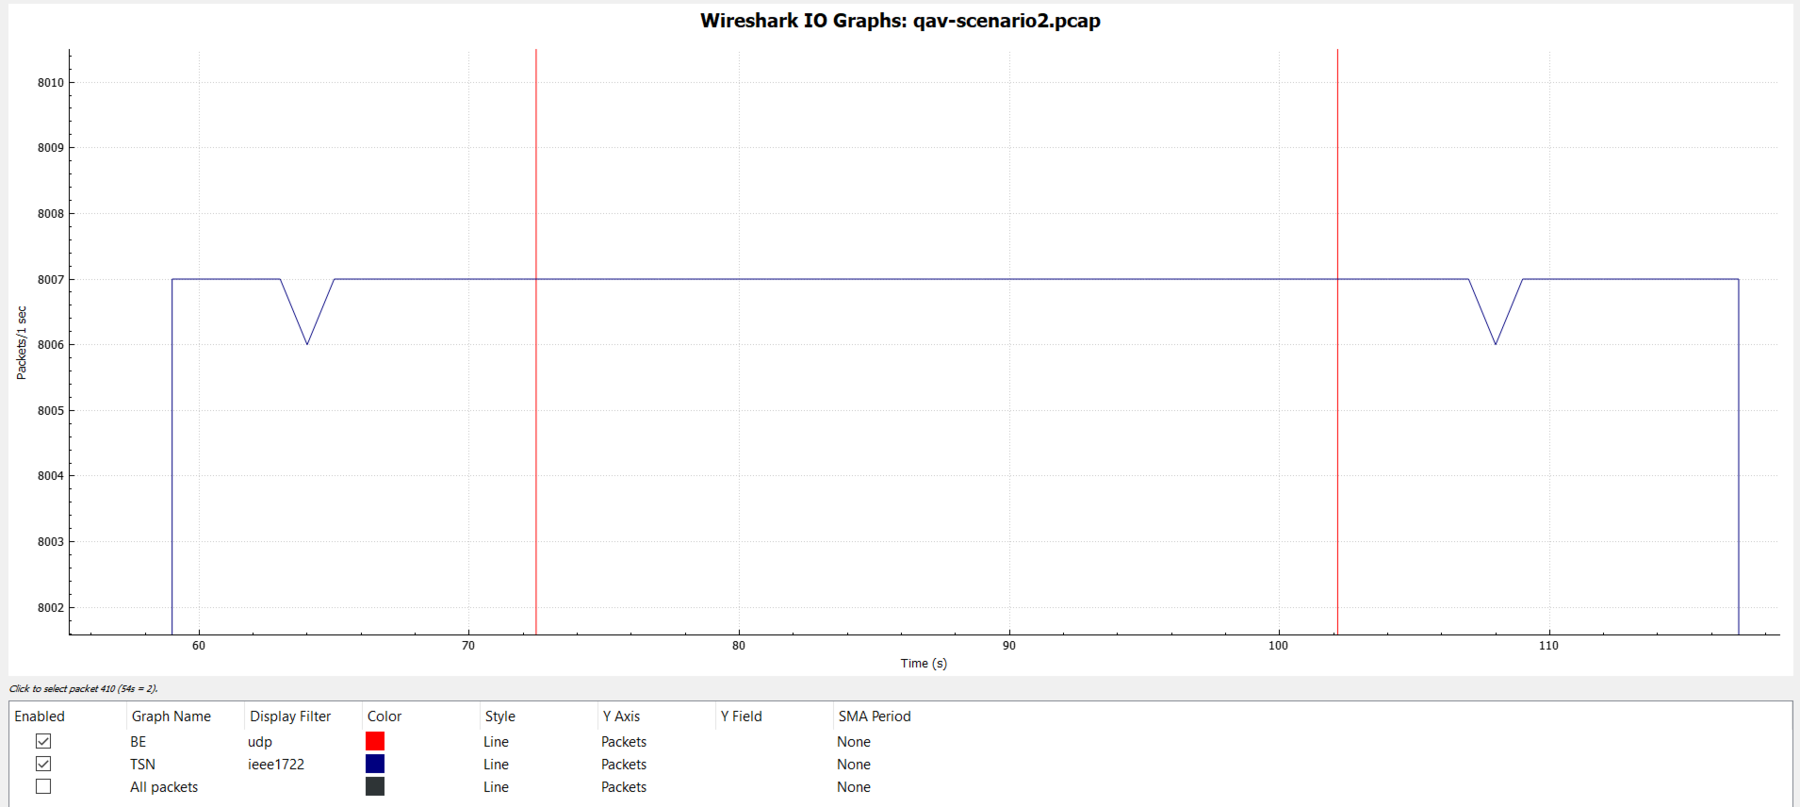 Wireshark IO Graphs: qav-scenario2.pcap
8010
8009
8008
8007
8006
8005
8004
8003
8002
Packets/1 sec
60 70 80 90 100 110
Time (s)
Click to select packet 410 (54s = 2).
Enabled Graph Name Display Filter Color Style Y Axis Y Field SMA Period
BE udp Line Packets None
TSN ieee1722 Line Packets None
All packets Line Packets None